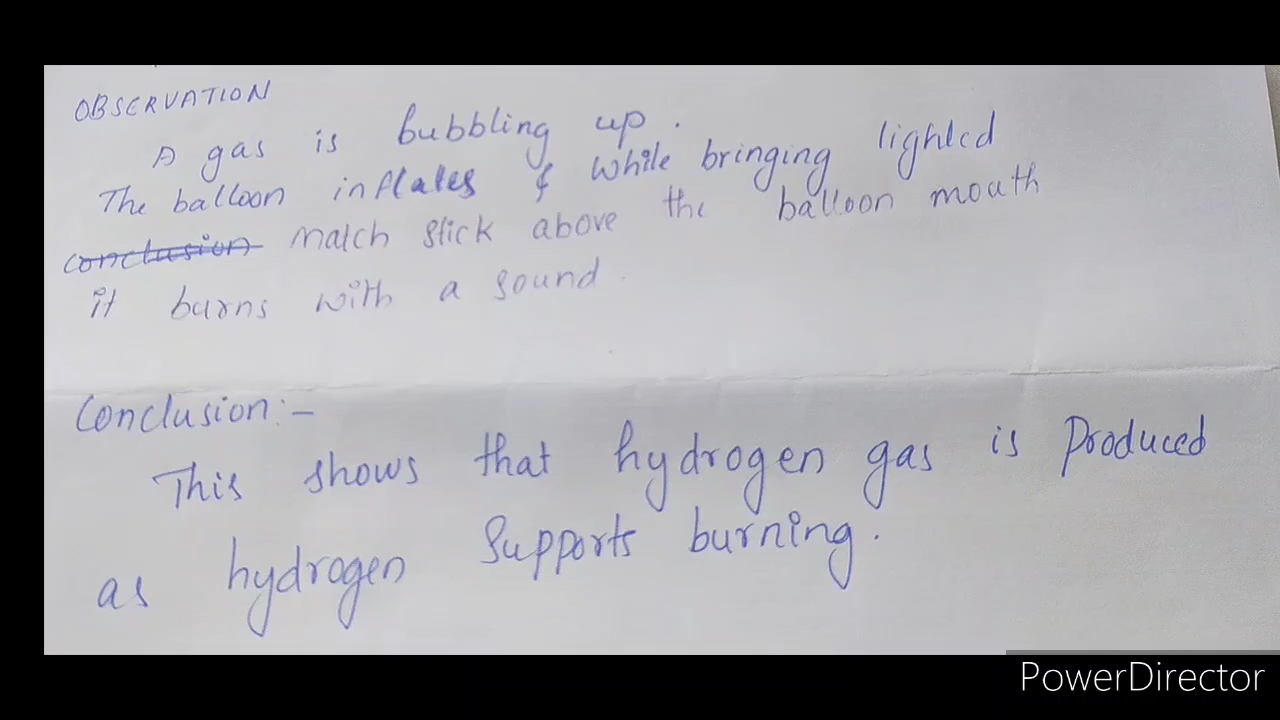 OBSERVATION
A gas is bubbling up.
The balloon inflates & while bringing lighted
conclusion match stick above the balloon mouth
it burns with a sound.
Conclusion:-
This shows that hydrogen gas is produced
as hydrogen supports burning.
PowerDirector